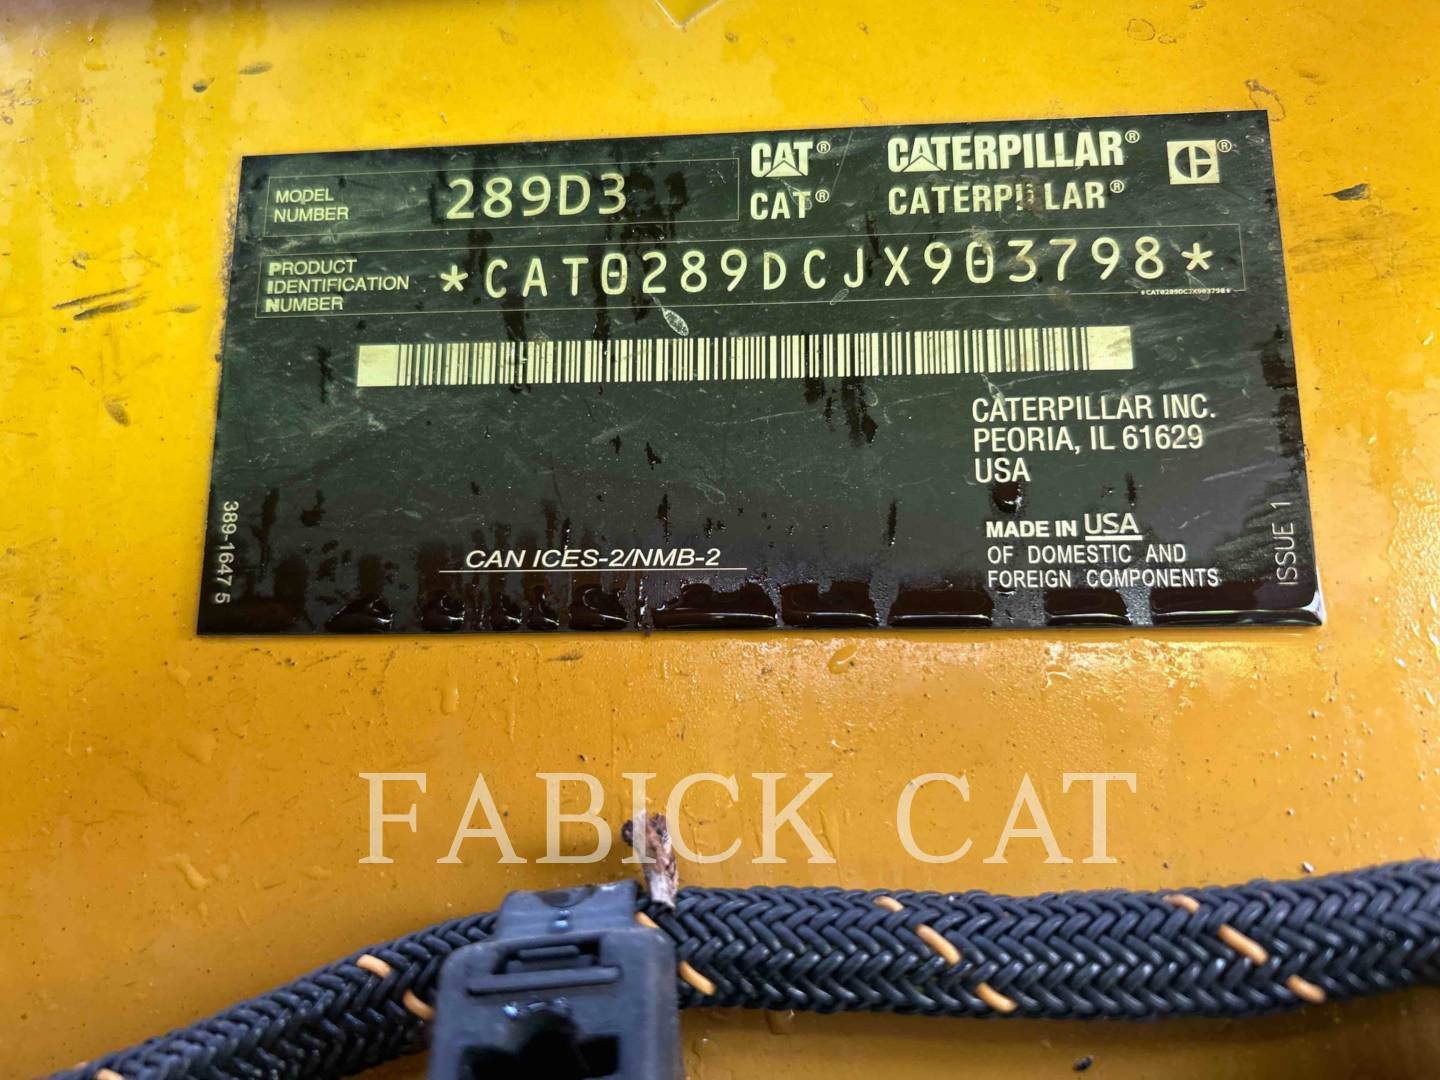 MODEL
NUMBER
289D3
CAT® CATERPILLAR® C®
CAT® CATERPILLAR®
PRODUCT
IDENTIFICATION
NUMBER
*CAT0289DCJX903798*
*CAT0289DCJX903798*
CATERPILLAR INC.
PEORIA, IL 61629
USA
MADE IN USA
OF DOMESTIC AND
FOREIGN COMPONENTS
CAN ICES-2/NMB-2
389-1647 5
ISSUE 1
FABICK CAT